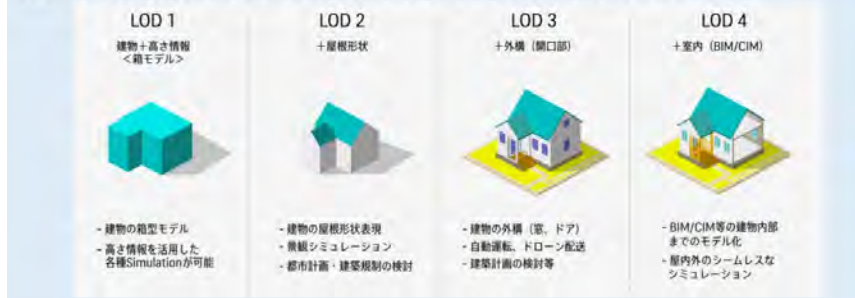 LOD 1
建物+高さ情報
<箱モデル>
- 建物の箱型モデル
- 高さ情報を活用した
各種Simulationが可能
LOD 2
+屋根形状
- 建物の屋根形状表現
- 景観シミュレーション
- 都市計画・建築規制の検討
LOD 3
+外構(開口部)
- 建物の外構(窓、ドア)
- 自動運転、ドローン配送
- 建築計画の検討等
LOD 4
+室内(BIM/CIM)
- BIM/CIM等の建物内部
までのモデル化
- 屋内外のシームレスな
シミュレーション